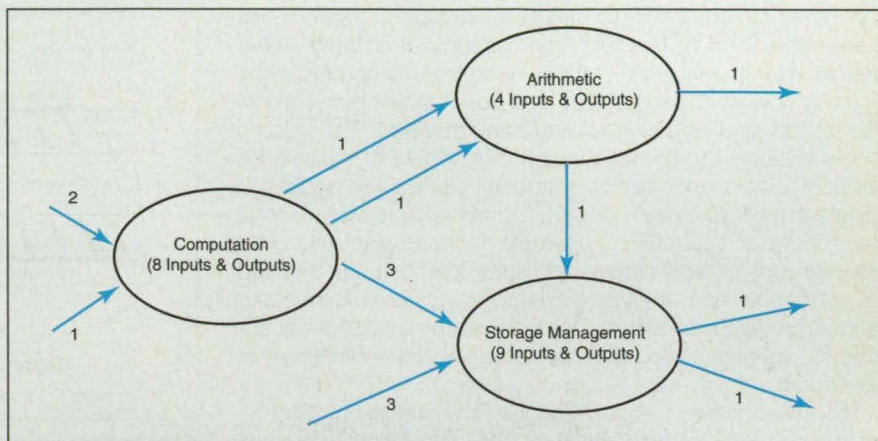 Arithmetic
(4 Inputs & Outputs)
1
1
1
2
Computation
(8 Inputs & Outputs)
1
1
3
Storage Management
(9 Inputs & Outputs)
1
1
3